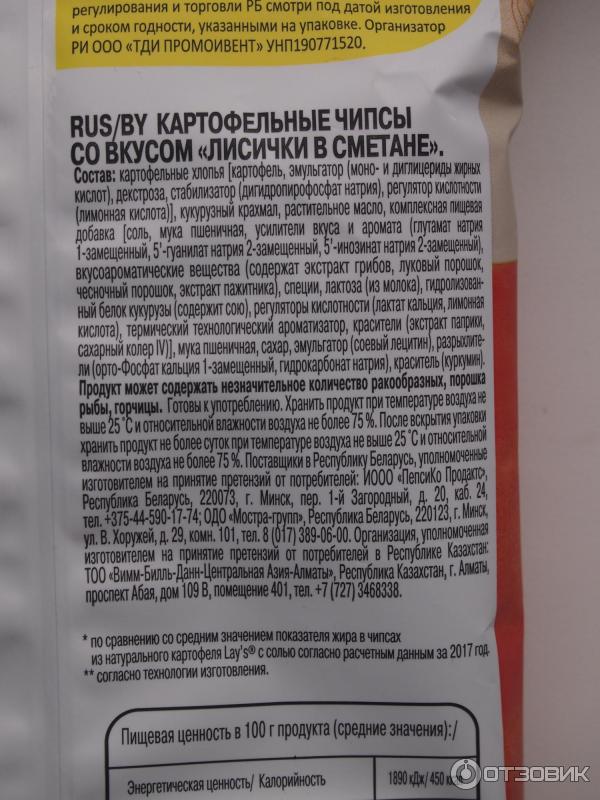 регулирования и торговли РБ смотри под датой изготовления
и сроком годности, указанными на упаковке. Организатор
РИ ООО «ТДИ ПРОМОИВЕНТ» УНП190771520.
RUS/BY КАРТОФЕЛЬНЫЕ ЧИПСЫ
СО ВКУСОМ «ЛИСИЧКИ В СМЕТАНЕ».
Состав: картофельные хлопья [картофель, эмульгатор (моно- и диглицериды жирных
кислот), декстроза, стабилизатор (дигидропирофосфат натрия), регулятор кислотности
(лимонная кислота)], кукурузный крахмал, растительное масло, комплексная пищевая
добавка [соль, мука пшеничная, усилители вкуса и аромата (глутамат натрия
1-замещенный, 5'-гуанилат натрия 2-замещенный, 5'-инозинат натрия 2-замещенный),
вкусоароматические вещества (содержат экстракт грибов, луковый порошок,
чесночный порошок, экстракт пажитника), специи, лактоза (из молока), гидролизован-
ный белок кукурузы (содержит сою), регуляторы кислотности (лактат кальция, лимонная
кислота), термический технологический ароматизатор, красители (экстракт паприки,
сахарный колер IV)], мука пшеничная, сахар, эмульгатор (соевый лецитин), разрыхлите-
ли (орто-Фосфат кальция 1-замещенный, гидрокарбонат натрия), краситель (куркумин).
Продукт может содержать незначительное количество ракообразных, порошка
рыбы, горчицы. Готовы к употреблению. Хранить продукт при температуре воздуха не
выше 25˚С и относительной влажности воздуха не более 75%. После вскрытия упаковки
хранить продукт не более суток при температуре воздуха не выше 25˚С и относительной
влажности воздуха не более 75%. Поставщики в Республику Беларусь, уполномоченные
изготовителем на принятие претензий от потребителей: ИООО «ПепсиКо Продактс»,
Республика Беларусь, 220073, г. Минск, пер. 1-й Загородный, д. 20, каб. 24,
тел. +375-44-590-17-74; ОДО «Мостра-групп», Республика Беларусь, 220123, г. Минск,
ул. В. Хоружей, д. 29, комн. 101, тел. 8 (017) 389-06-00. Организация, уполномоченная
изготовителем на принятие претензий от потребителей в Республике Казахстан:
ТОО «Вимм-Билль-Данн-Центральная Азия-Алматы», Республика Казахстан, г. Алматы,
проспект Абая, дом 109 В, помещение 401, тел. +7 (727) 3468338.
* по сравнению со средним значением показателя жира в чипсах
из натурального картофеля Lay's® с солью согласно расчетным данным за 2017 год.
** согласно технологии изготовления.
Пищевая ценность в 100 г продукта (средние значения):/
Энергетическая ценность/ Калорийность 1890 кДж/ 450 ккал
ОТЗОВИК